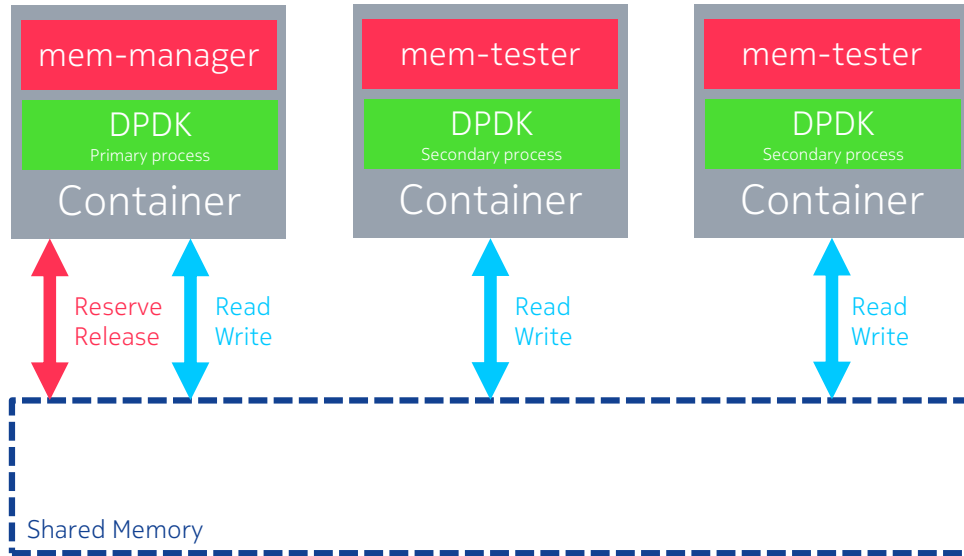 mem-manager
DPDK
Primary process
Container
mem-tester
DPDK
Secondary process
Container
mem-tester
DPDK
Secondary process
Container
Reserve
Release
Read
Write
Read
Write
Read
Write
Shared Memory